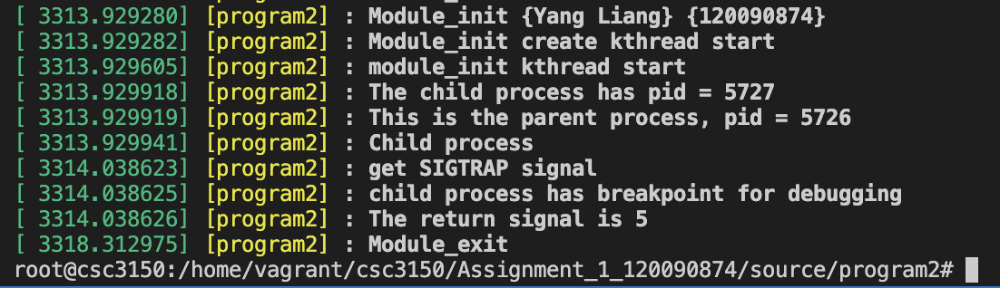 [ 3313.929280] [program2] : Module_init {Yang Liang} {120090874}
[ 3313.929282] [program2] : Module_init create kthread start
[ 3313.929605] [program2] : module_init kthread start
[ 3313.929918] [program2] : The child process has pid = 5727
[ 3313.929919] [program2] : This is the parent process, pid = 5726
[ 3313.929941] [program2] : Child process
[ 3314.038623] [program2] : get SIGTRAP signal
[ 3314.038625] [program2] : child process has breakpoint for debugging
[ 3314.038626] [program2] : The return signal is 5
[ 3318.312975] [program2] : Module_exit
root@csc3150:/home/vagrant/csc3150/Assignment_1_120090874/source/program2#